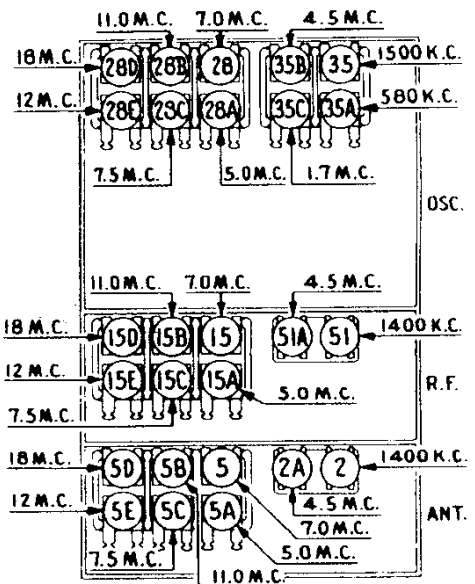 11.0 M.C. 7.0 M.C. 4.5 M.C.
18 M.C. 28D 28B 28 35B 35 1500 K.C.
12 M.C. 28E 28C 28A 35C 35A 580 K.C.
7.5 M.C. 5.0 M.C. 1.7 M.C.
OSC.
11.0 M.C. 7.0 M.C. 4.5 M.C.
18 M.C. 15D 15B 15 51A 51 1400 K.C.
12 M.C. 15E 15C 15A 5.0 M.C. R.F.
7.5 M.C.
18 M.C. 5D 5B 5 2A 2 1400 K.C.
4.5 M.C.
12 M.C. 5E 5C 5A 7.0 M.C. ANT.
7.5 M.C. 5.0 M.C.
11.0 M.C.